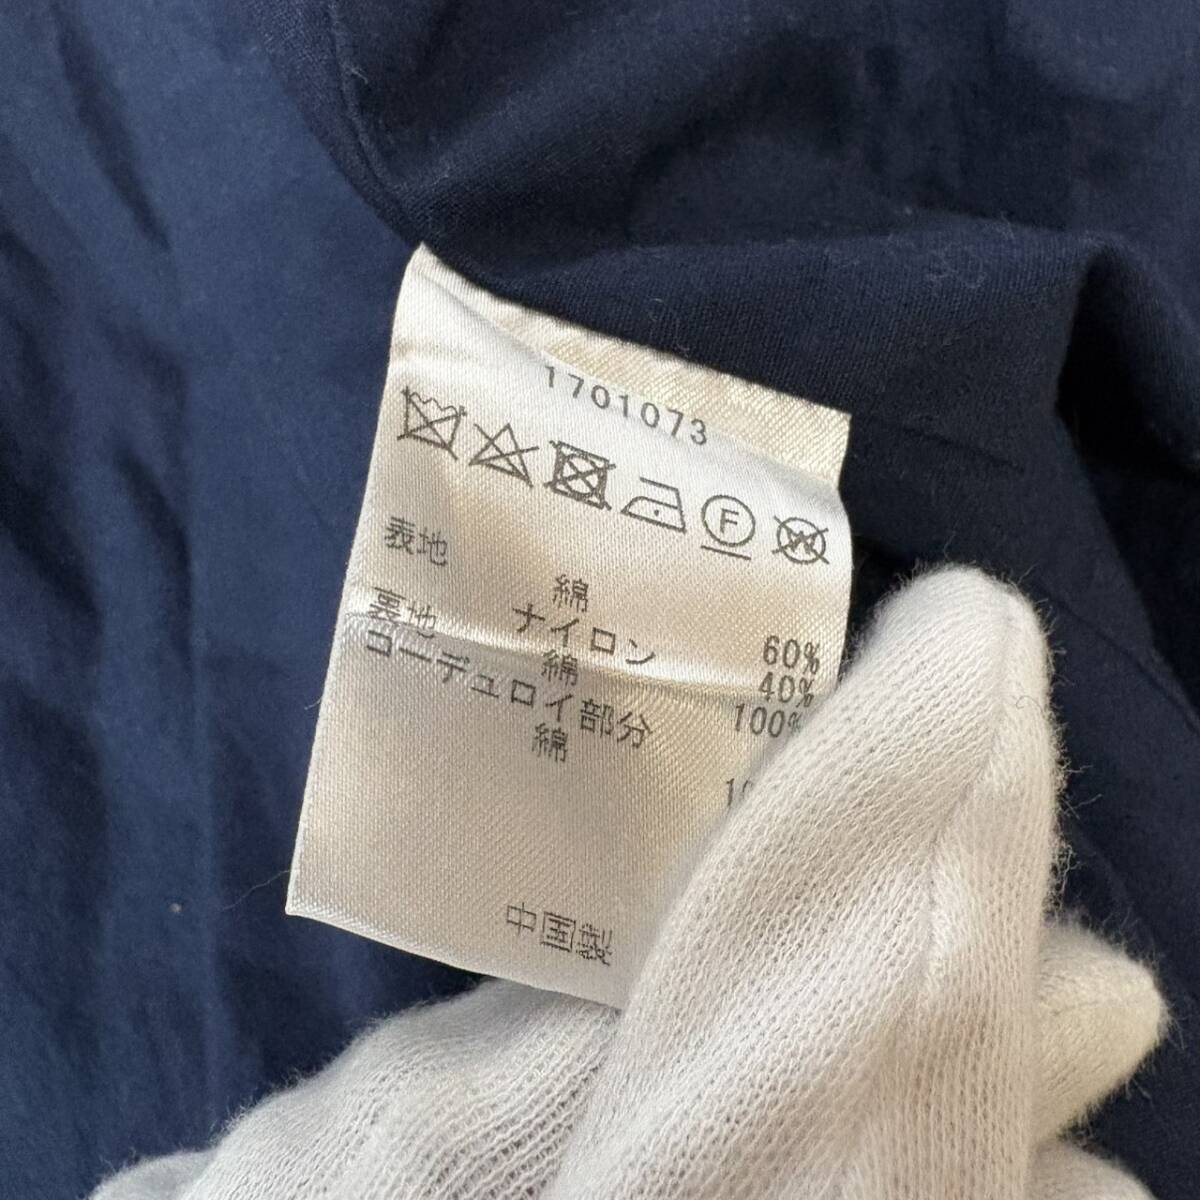 1701073
F W
表地
綿 60%
ナイロン 40%
裏地
綿 100%
コーデュロイ部分
綿
中国製